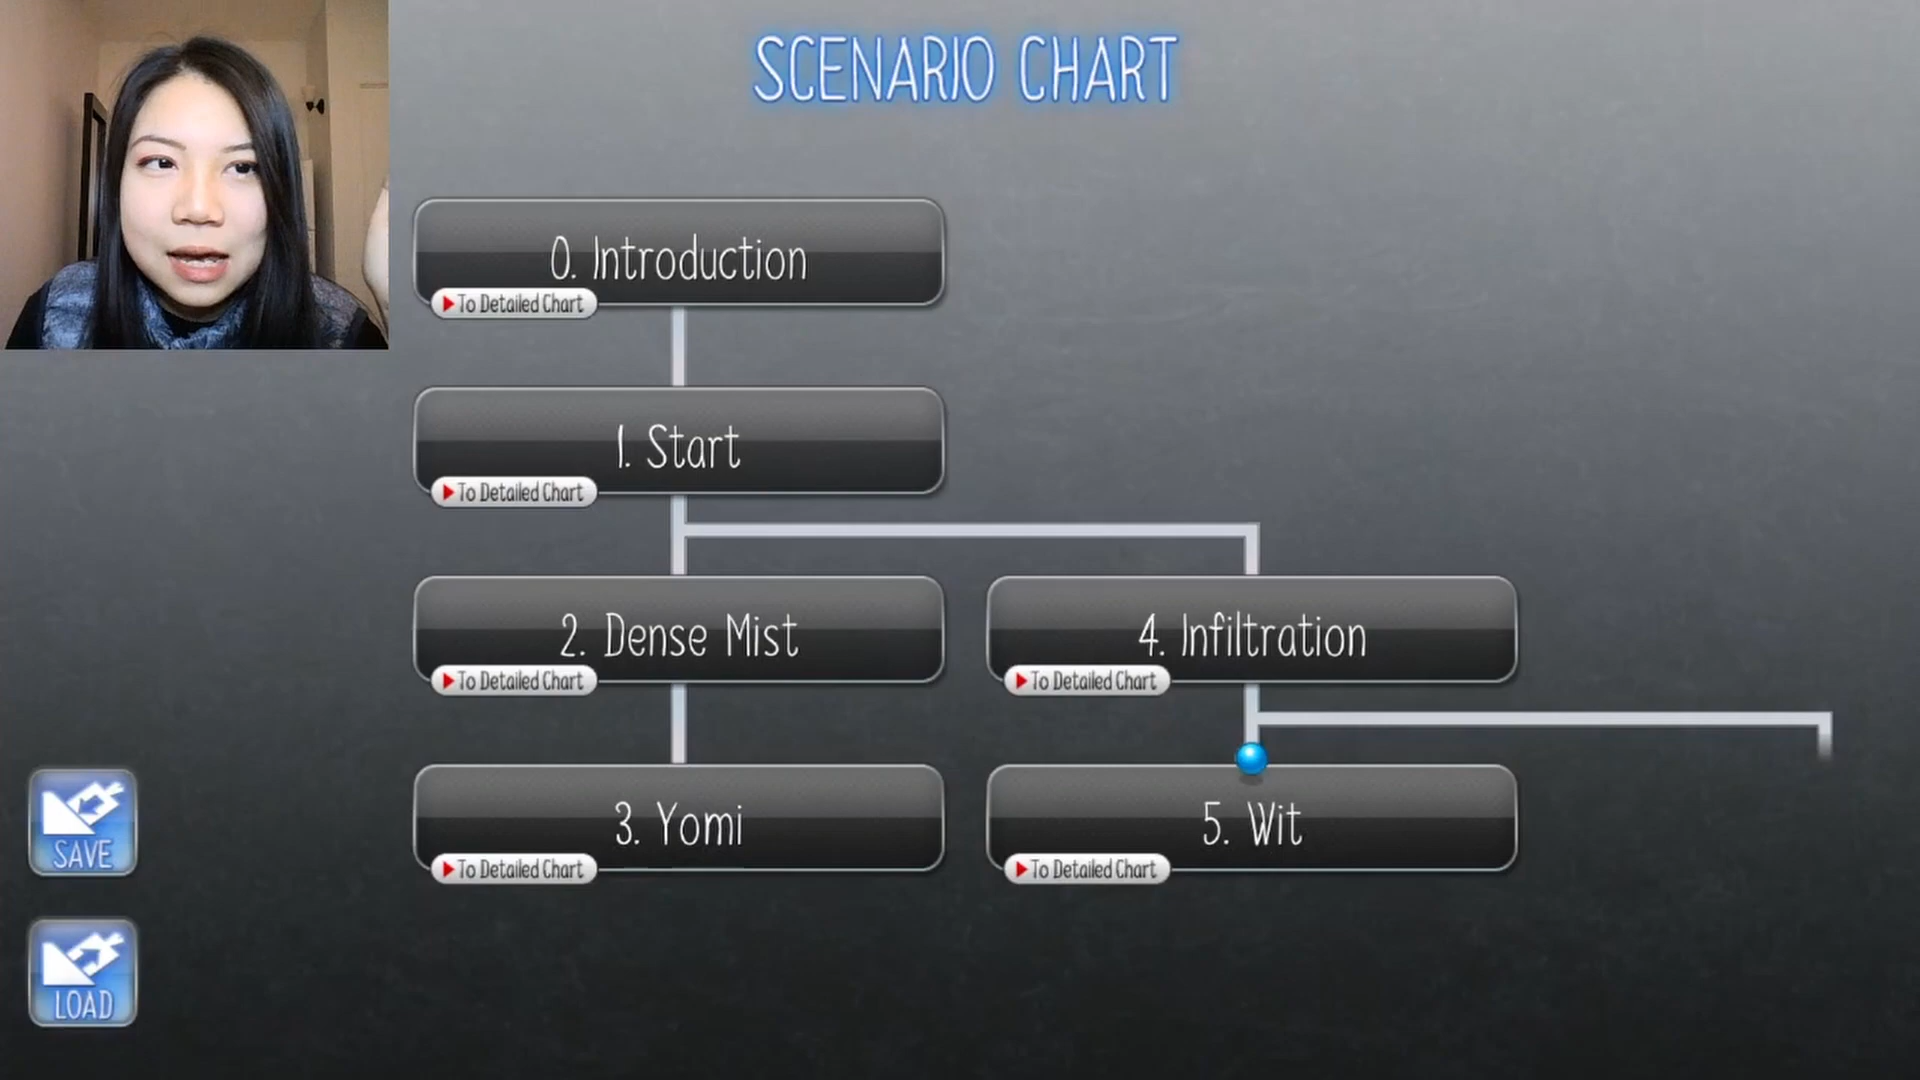 SCENARIO CHART
0. Introduction
To Detailed Chart
1. Start
To Detailed Chart
2. Dense Mist
To Detailed Chart
4. Infiltration
To Detailed Chart
3. Yomi
To Detailed Chart
5. Wit
To Detailed Chart
SAVE
LOAD